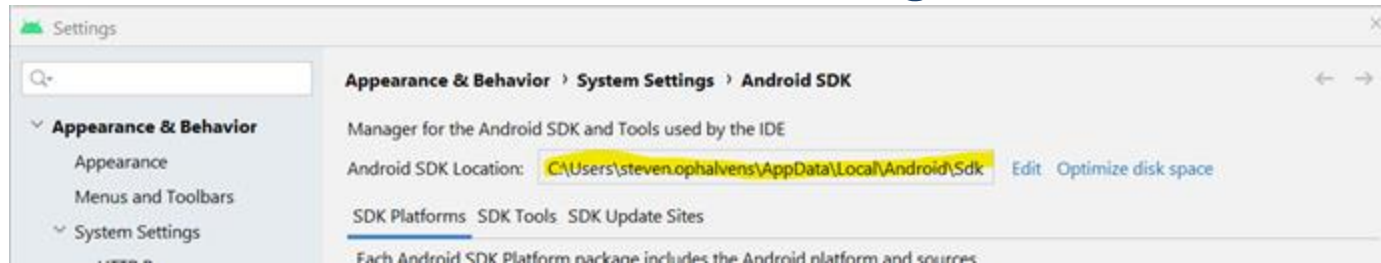 Settings
Appearance & Behavior
Appearance
Menus and Toolbars
System Settings
Appearance & Behavior › System Settings › Android SDK
Manager for the Android SDK and Tools used by the IDE
Android SDK Location: C:\Users\steven.ophalvens\AppData\Local\Android\Sdk Edit Optimize disk space
SDK Platforms SDK Tools SDK Update Sites
Each Android SDK Platform package includes the Android platform and sources